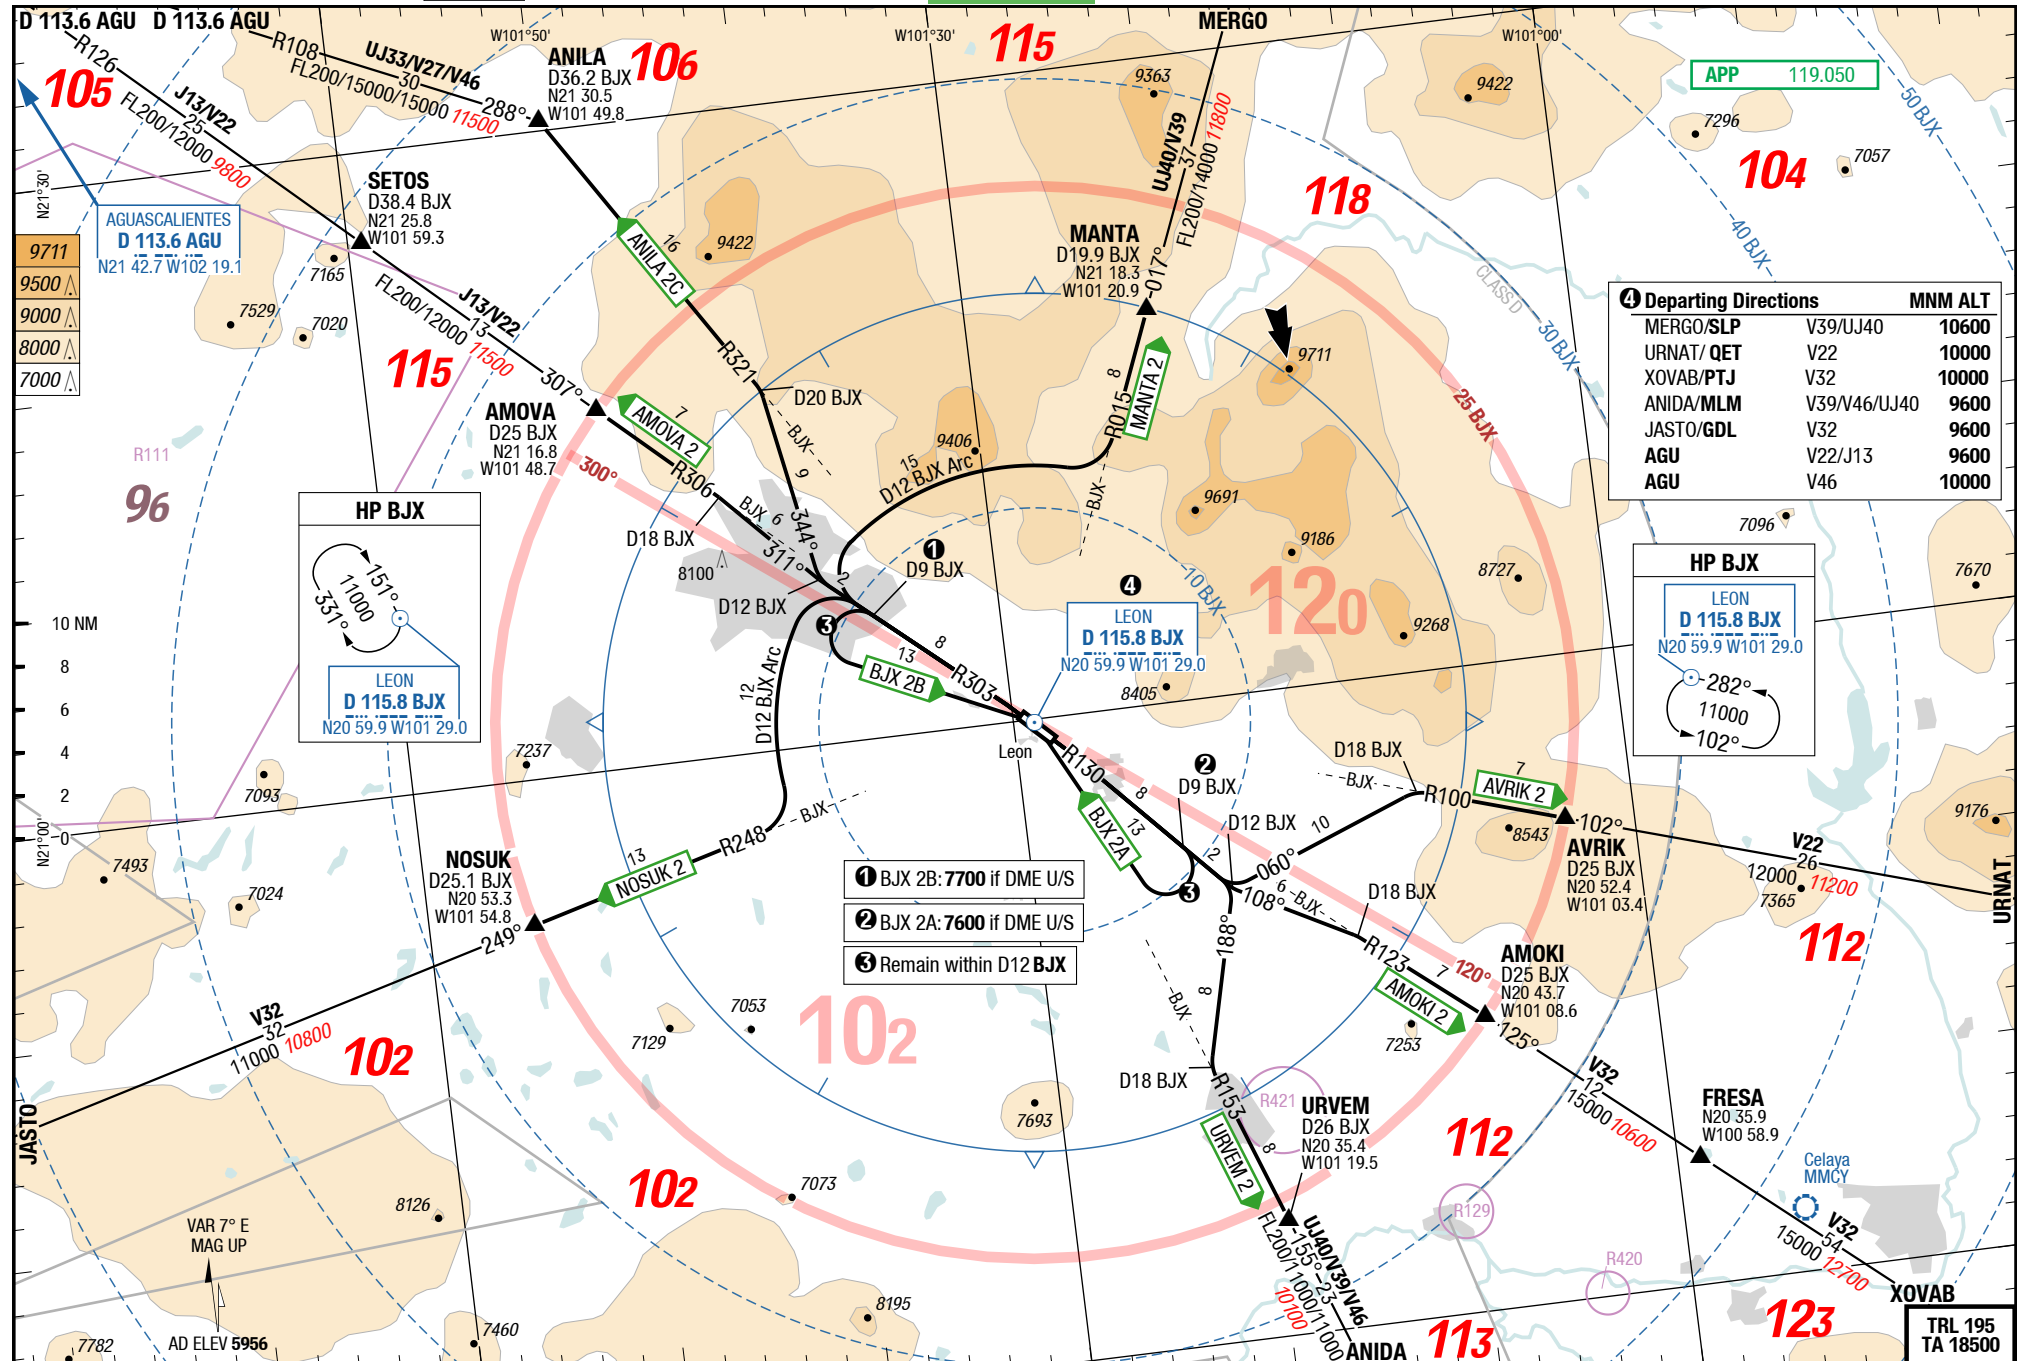 D 113.6 AGU D 113.6 AGU
R126
R108
UJ33/V27/V46
30
FL200/15000/15000 11500
288°
ANILA
D36.2 BJX
N21 30.5
W101 49.8
W101°50'
W101°30'
W101°00'
MERGO
105
106
115
APP 119.050
J13/V22
25
FL200/12000 9800
9363
9422
7296
7057
104
50 BJX
N21°30'
AGUASCALIENTES
D 113.6 AGU
N21 42.7 W102 19.1
SETOS
D38.4 BJX
N21 25.8
W101 59.3
UJ40/V39
37
FL200/14000 11800
017°
118
9711
9500
9000
8000
7000
7165
7529
7020
ANILA 2C
16
9422
MANTA
D19.9 BJX
N21 18.3
W101 20.9
40 BJX
CLASS D
30 BJX
J13/V22
13
FL200/12000 11500
307°
115
R321
D20 BJX
BJX
9
344°
8
R015
MANTA 2
BJX
9711
25 BJX
4 Departing Directions MNM ALT
MERGO/SLP V39/UJ40 10600
URNAT/ QET V22 10000
XOVAB/PTJ V32 10000
ANIDA/MLM V39/V46/UJ40 9600
JASTO/GDL V32 9600
AGU V22/J13 9600
AGU V46 10000
AMOVA
D25 BJX
N21 16.8
W101 48.7
AMOVA 2
7
300°
R306
D18 BJX
BJX 6
311°
R111
96
9406
15
D12 BJX Arc
9691
9186
7096
8727
7670
HP BJX
151°
11000
331°
LEON
D 115.8 BJX
N20 59.9 W101 29.0
8100
D12 BJX
2
1
D9 BJX
3
4
LEON
D 115.8 BJX
N20 59.9 W101 29.0
10 BJX
120
9268
HP BJX
LEON
D 115.8 BJX
N20 59.9 W101 29.0
282°
11000
102°
10 NM
8
6
4
2
0
N21°00'
8
R303
13
BJX 2B
8405
12
D12 BJX Arc
Leon
7237
7093
R130
8
2
D9 BJX
D18 BJX
BJX
R100
7
AVRIK 2
102°
8543
9176
BJX 2A
13
2
D12 BJX
10
060°
V22
26
12000 11200
7365
URNAT
AVRIK
D25 BJX
N20 52.4
W101 03.4
7493
7024
NOSUK
D25.1 BJX
N20 53.3
W101 54.8
13
NOSUK 2
R248
BJX
249°
1 BJX 2B: 7700 if DME U/S
2 BJX 2A: 7600 if DME U/S
3 Remain within D12 BJX
3
6
BJX
108°
D18 BJX
188°
R123
7
120°
AMOKI 2
AMOKI
D25 BJX
N20 43.7
W101 08.6
112
V32
32
11000 10800
102
7129
7053
102
8
BJX
7253
125°
V32
12
15000 10600
D18 BJX
R153
R421
JASTO
7693
URVEM 2
8
URVEM
D26 BJX
N20 35.4
W101 19.5
112
FRESA
N20 35.9
W100 58.9
Celaya
MMCY
102
7073
8126
VAR 7° E
MAG UP
R129
V32
54
15000 12700
UJ40/V39/V46
155° 23
FL200/11000/11000
10100
R420
8195
7460
7782
AD ELEV 5956
ANIDA
113
123
XOVAB
TRL 195
TA 18500